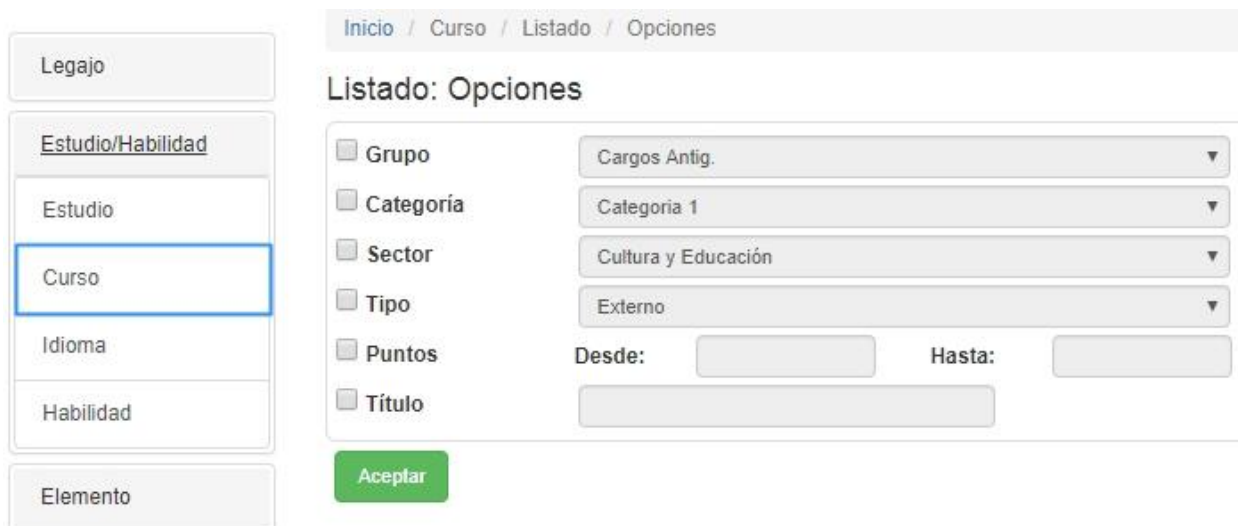 Inicio / Curso / Listado / Opciones
Legajo
Estudio/Habilidad
Estudio
Curso
Idioma
Habilidad
Elemento
Listado: Opciones
Grupo Cargos Antig.
Categoría Categoria 1
Sector Cultura y Educación
Tipo Externo
Puntos Desde: Hasta:
Título
Aceptar